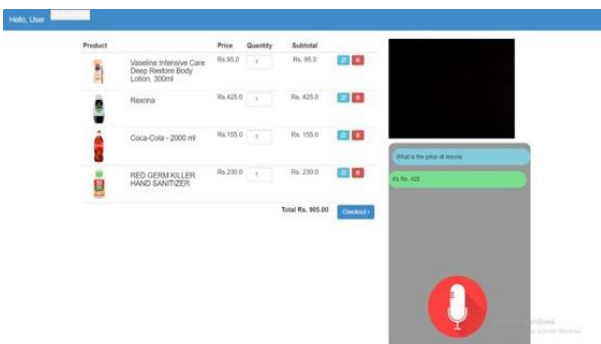 Hello, User
Product Price Quantity Subtotal
Vaseline Intensive Care
Deep Restore Body
Lotion, 300ml
Rs.95.0 1 Rs. 95.0
Rexona Rs.425.0 1 Rs. 425.0
Coca-Cola - 2000 ml Rs.155.0 1 Rs. 155.0
RED GERM KILLER
HAND SANITIZER
Rs.230.0 1 Rs. 230.0
Total Rs. 905.00 Checkout ›
What is the price of rexona
It's Rs. 425